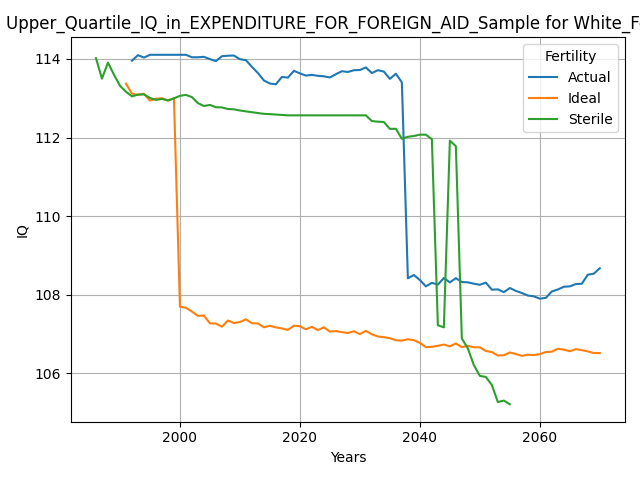 Upper_Quartile_IQ_in_EXPENDITURE_FOR_FOREIGN_AID_Sample for White_F
Fertility
Actual
Ideal
Sterile
114
112
110
108
106
IQ
2000
2020
2040
2060
Years